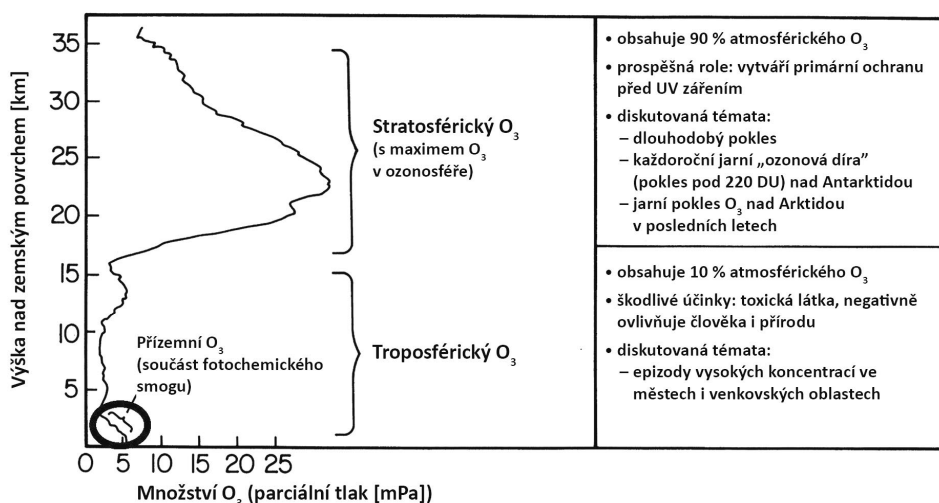 Výška nad zemským povrchem [km]
35
30
25
20
15
10
5
0
0 5 10 15 20 25
Množství O₃ (parciální tlak [mPa])
Stratosférický O₃
(s maximem O₃
v ozonosféře)
Přízemní O₃
(součást fotochemického
smogu)
Troposférický O₃
• obsahuje 90 % atmosférického O₃
• prospěšná role: vytváří primární ochranu
před UV zářením
• diskutovaná témata:
– dlouhodobý pokles
– každoroční jarní „ozonová díra”
(pokles pod 220 DU) nad Antarktidou
– jarní pokles O₃ nad Arktidou
v posledních letech
• obsahuje 10 % atmosférického O₃
• škodlivé účinky: toxická látka, negativně
ovlivňuje člověka i přírodu
• diskutovaná témata:
– epizody vysokých koncentrací ve
městech i venkovských oblastech